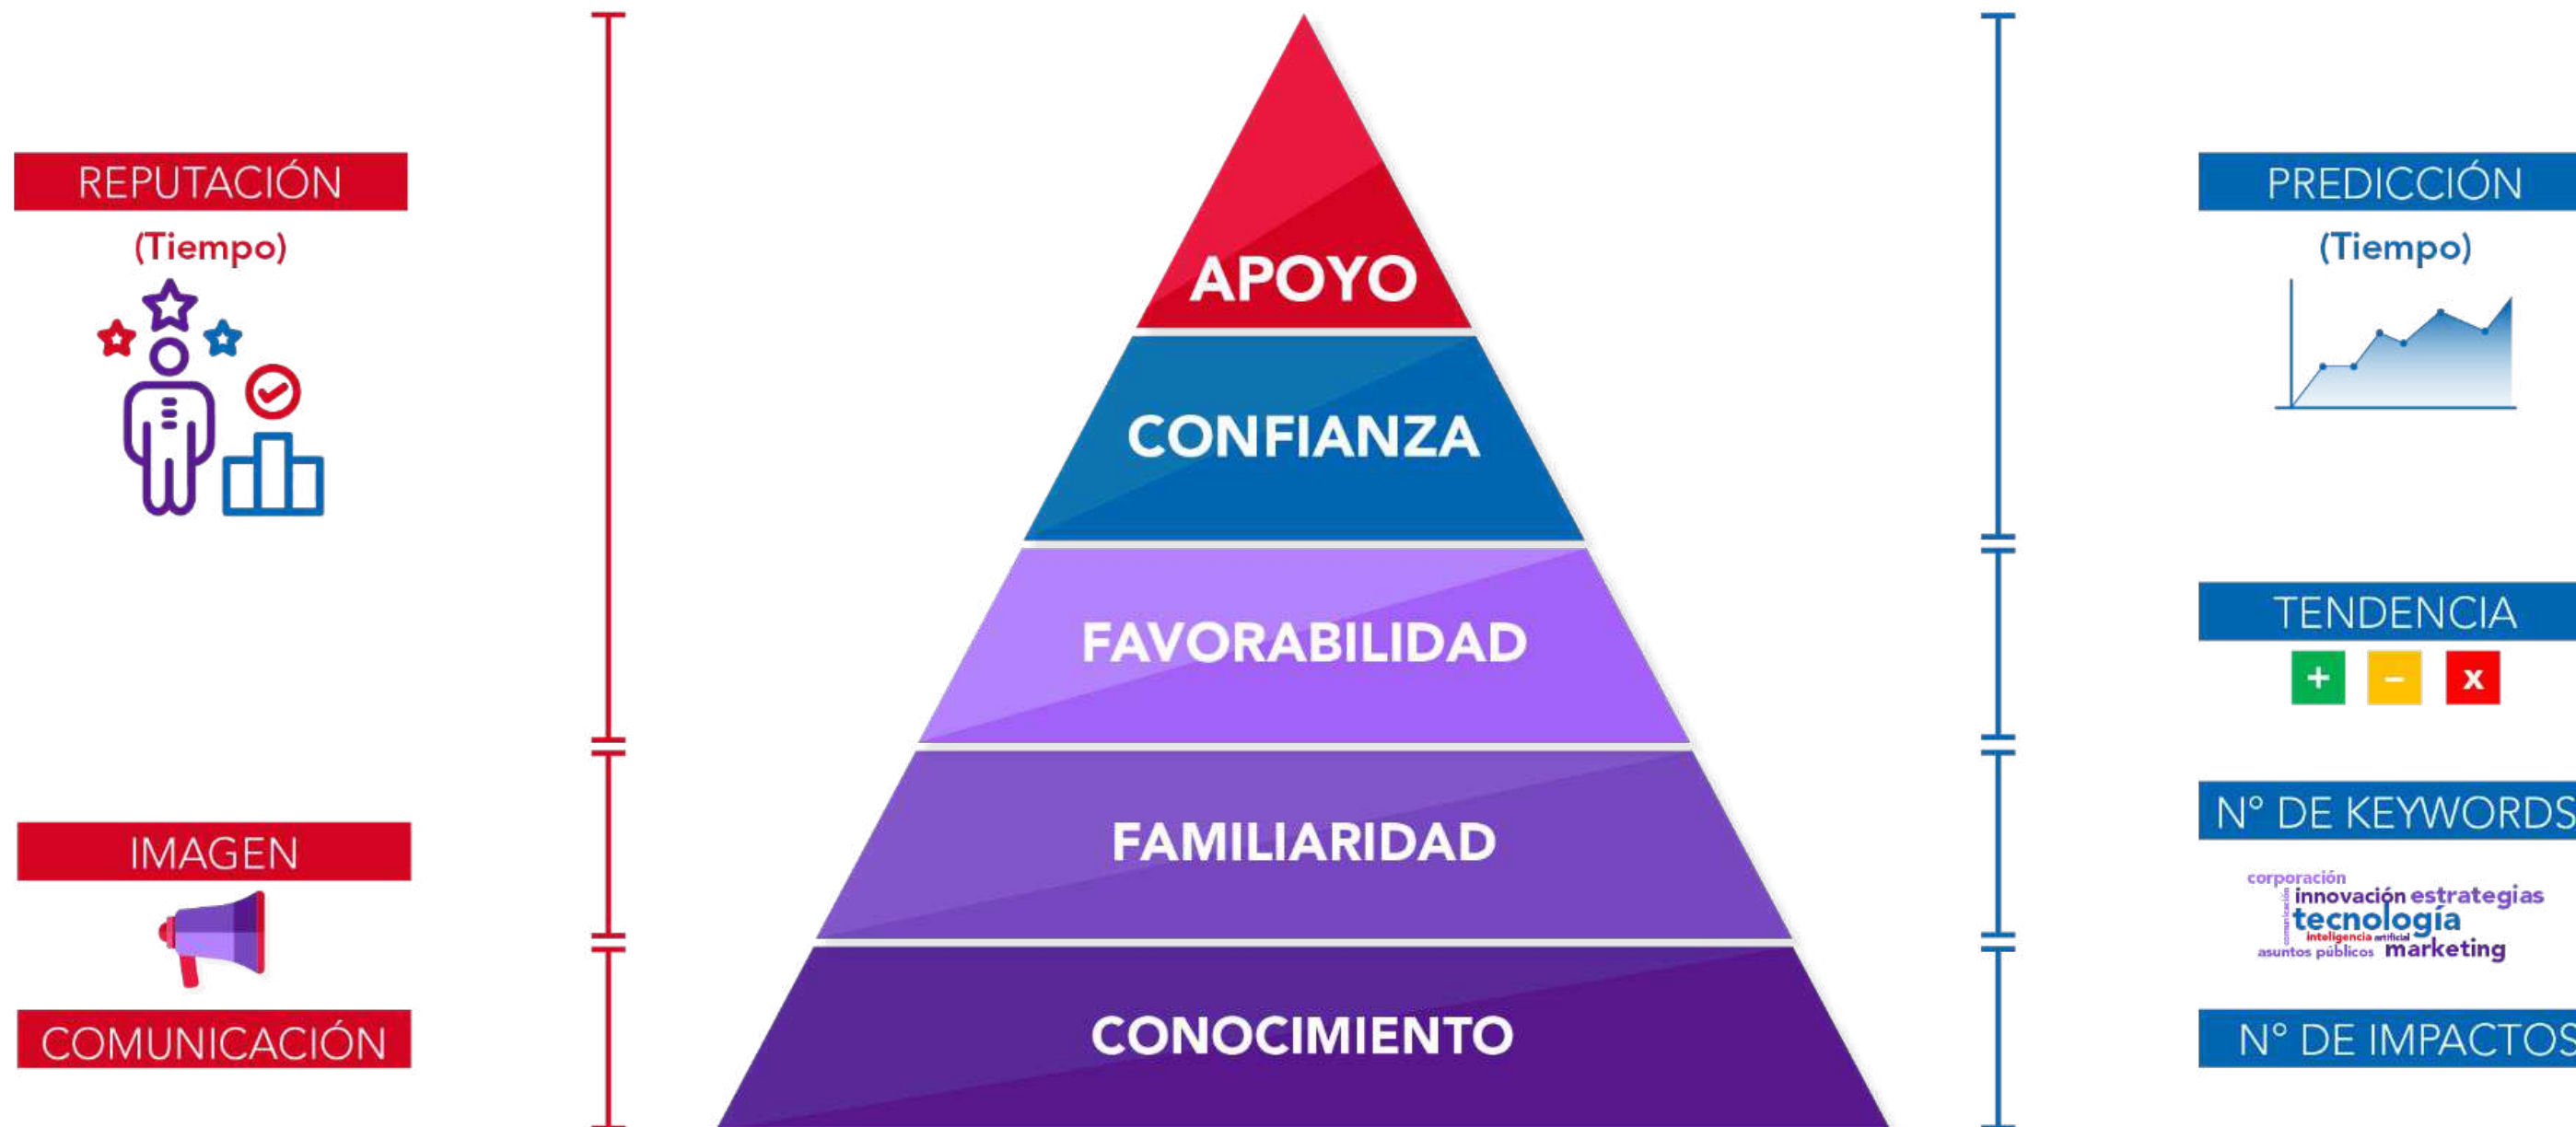 REPUTACIÓN
(Tiempo)
IMAGEN
COMUNICACIÓN
APOYO
CONFIANZA
FAVORABILIDAD
FAMILIARIDAD
CONOCIMIENTO
PREDICCIÓN
(Tiempo)
TENDENCIA
+ – x
N° DE KEYWORDS
corporación
comunicación
innovación estrategias
tecnología
inteligencia artificial
asuntos públicos marketing
N° DE IMPACTOS